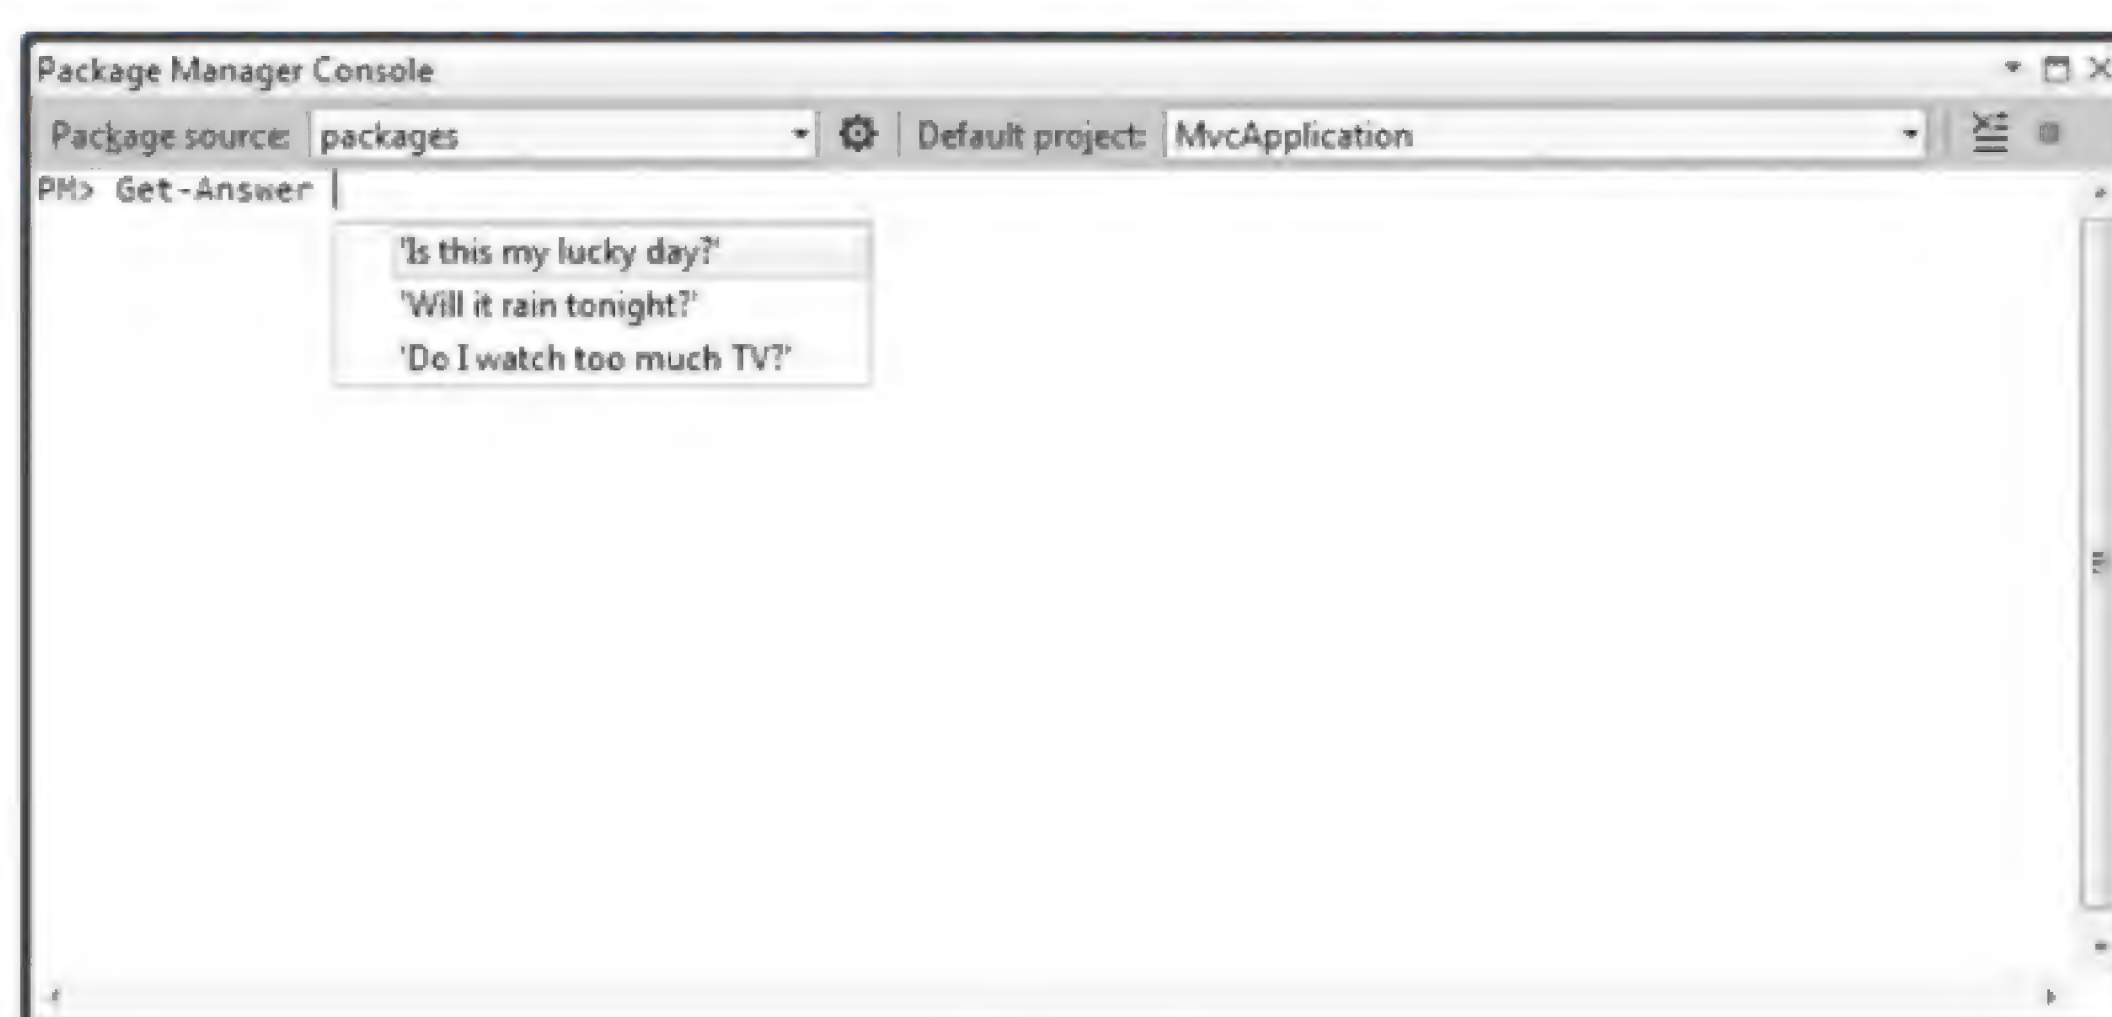 Package Manager Console
Package source: packages Default project: MvcApplication
PM> Get-Answer
'Is this my lucky day?'
'Will it rain tonight?'
'Do I watch too much TV?'